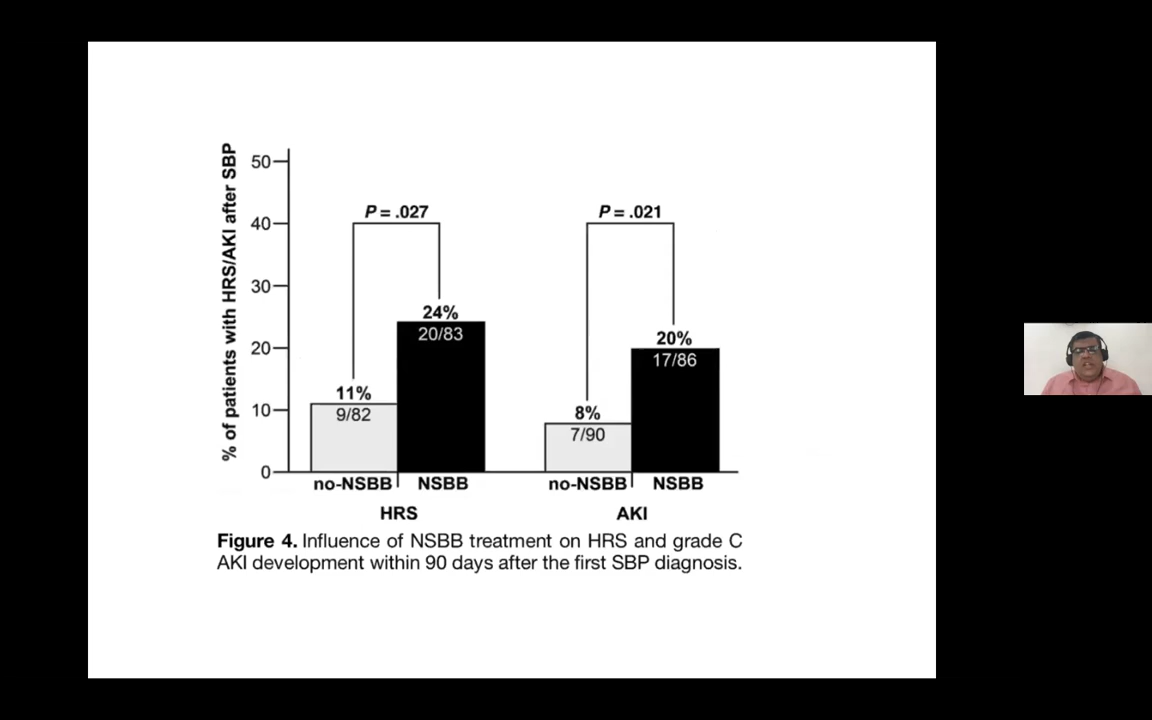 % of patients with HRS/AKI after SBP
50
40
30
20
10
0
P = .027
P = .021
24%
20/83
20%
17/86
11%
9/82
8%
7/90
no-NSBB NSBB no-NSBB NSBB
HRS AKI
Figure 4. Influence of NSBB treatment on HRS and grade C
AKI development within 90 days after the first SBP diagnosis.